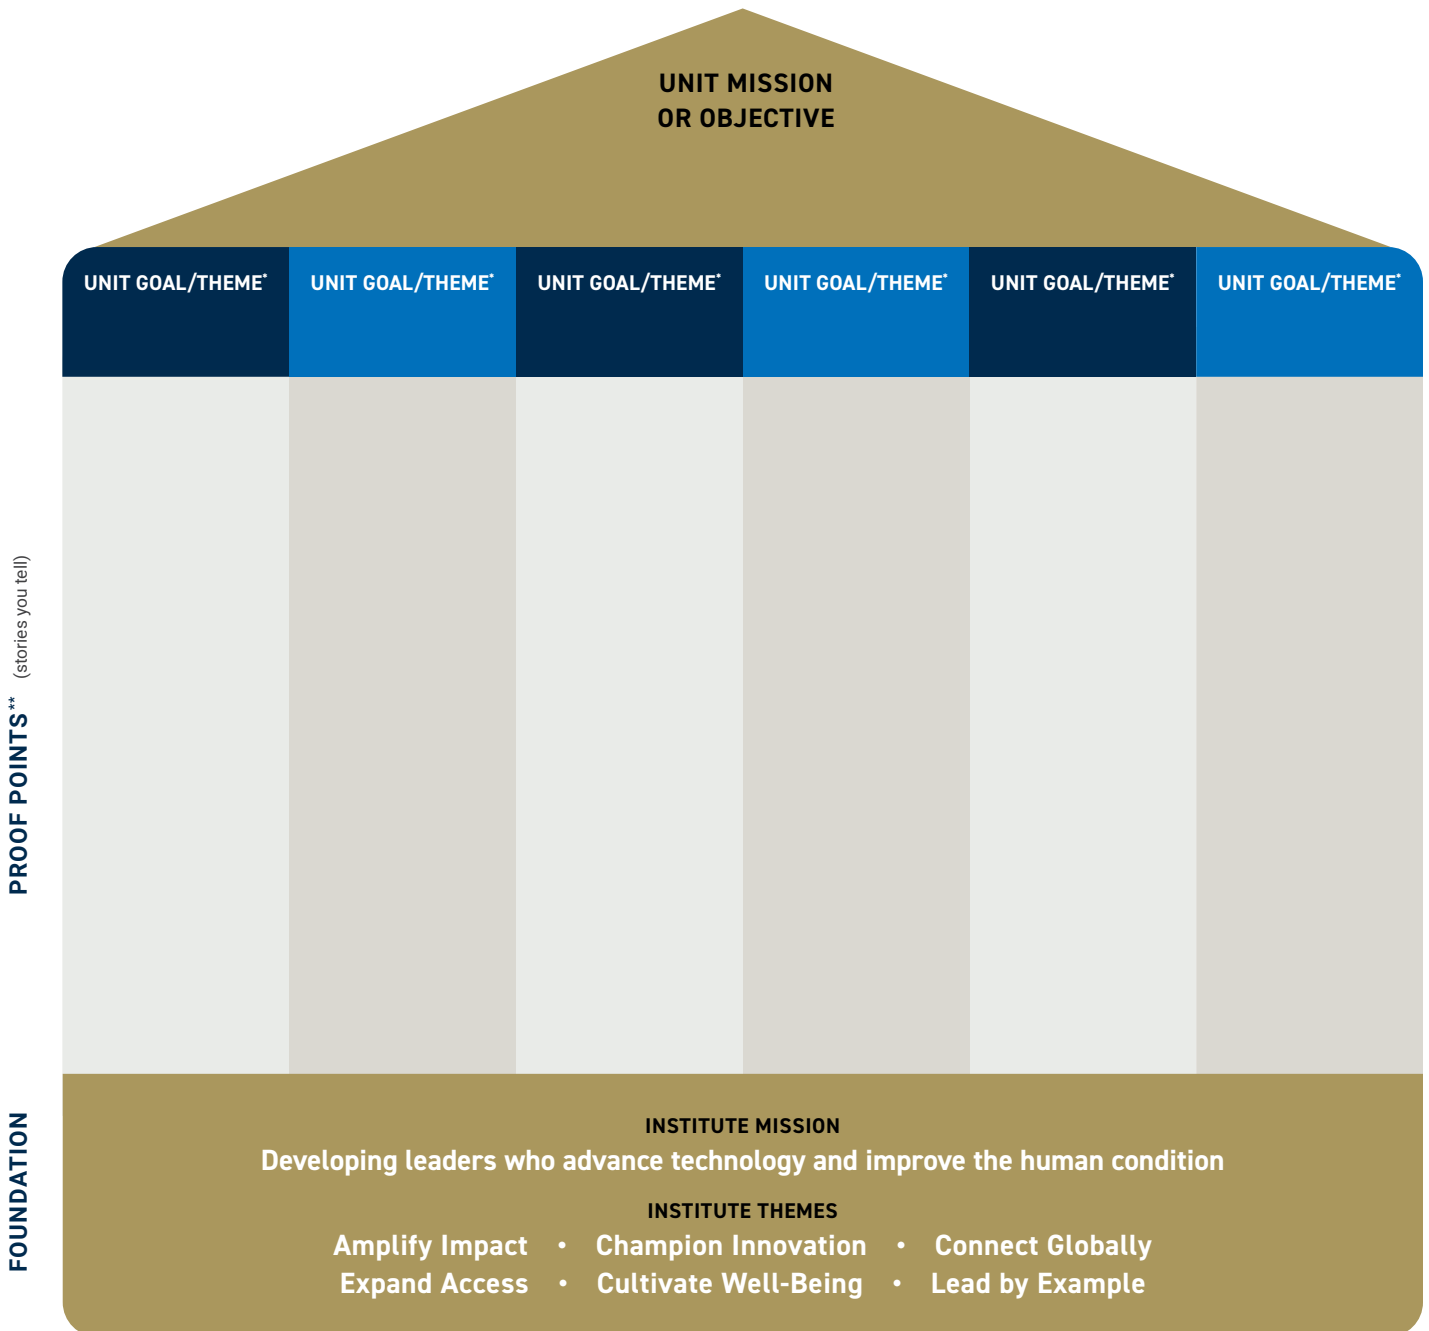 UNIT MISSION
OR OBJECTIVE
UNIT GOAL/THEME*
UNIT GOAL/THEME*
UNIT GOAL/THEME*
UNIT GOAL/THEME*
UNIT GOAL/THEME*
UNIT GOAL/THEME*
PROOF POINTS** (stories you tell)
FOUNDATION
INSTITUTE MISSION
Developing leaders who advance technology and improve the human condition
INSTITUTE THEMES
Amplify Impact • Champion Innovation • Connect Globally
Expand Access • Cultivate Well-Being • Lead by Example